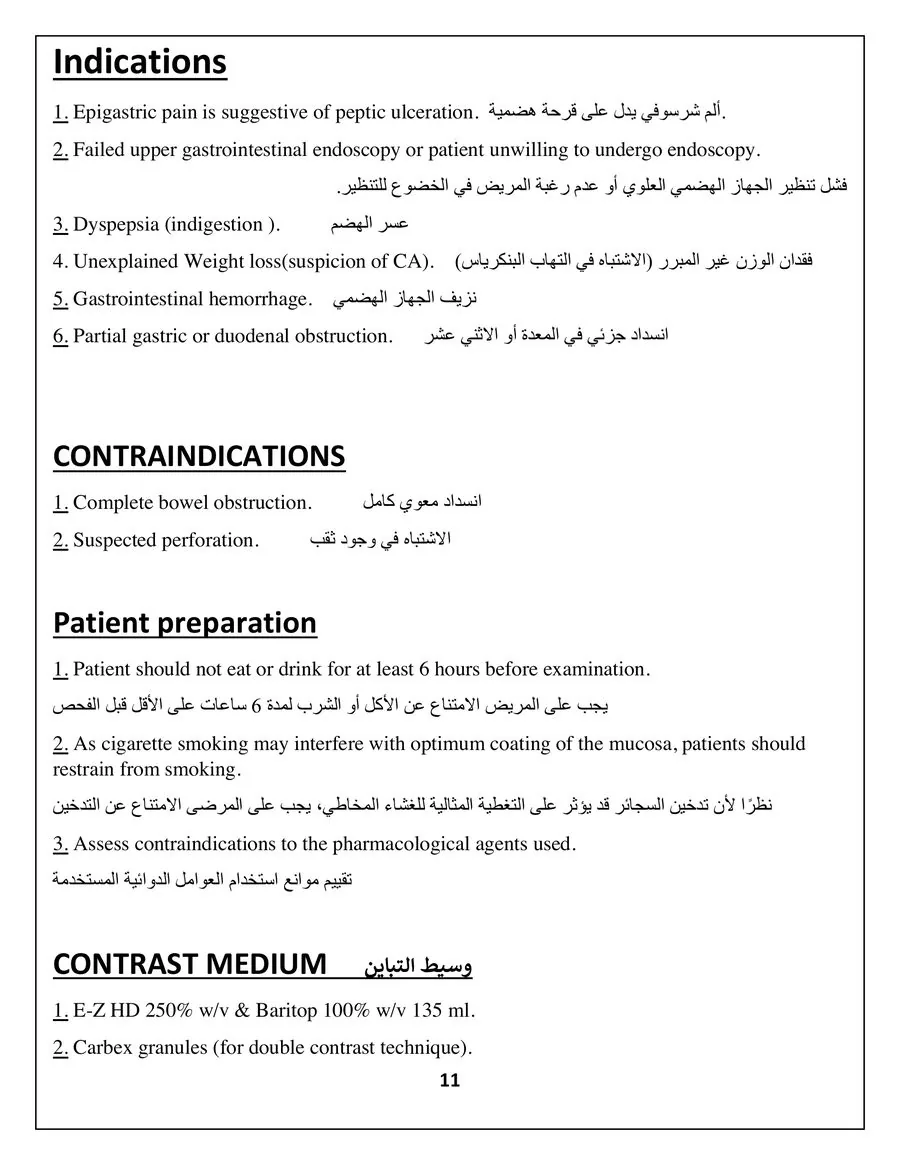 Indications
1. Epigastric pain is suggestive of peptic ulceration. ألم شرسوفي يدل على قرحة هضمية.
2. Failed upper gastrointestinal endoscopy or patient unwilling to undergo endoscopy.
فشل تنظير الجهاز الهضمي العلوي أو عدم رغبة المريض في الخضوع للتنظير.
3. Dyspepsia (indigestion ). عسر الهضم
4. Unexplained Weight loss(suspicion of CA). فقدان الوزن غير المبرر (الاشتباه في التهاب البنكرياس)
5. Gastrointestinal hemorrhage. نزيف الجهاز الهضمي
6. Partial gastric or duodenal obstruction. انسداد جزئي في المعدة أو الاثني عشر
CONTRAINDICATIONS
1. Complete bowel obstruction. انسداد معوي كامل
2. Suspected perforation. الاشتباه في وجود ثقب
Patient preparation
1. Patient should not eat or drink for at least 6 hours before examination.
يجب على المريض الامتناع عن الأكل أو الشرب لمدة 6 ساعات على الأقل قبل الفحص
2. As cigarette smoking may interfere with optimum coating of the mucosa, patients should
restrain from smoking.
نظرًا لأن تدخين السجائر قد يؤثر على التغطية المثالية للغشاء المخاطي، يجب على المرضى الامتناع عن التدخين
3. Assess contraindications to the pharmacological agents used.
تقييم موانع استخدام العوامل الدوائية المستخدمة
CONTRAST MEDIUM وسيط التباين
1. E-Z HD 250% w/v & Baritop 100% w/v 135 ml.
2. Carbex granules (for double contrast technique).
11